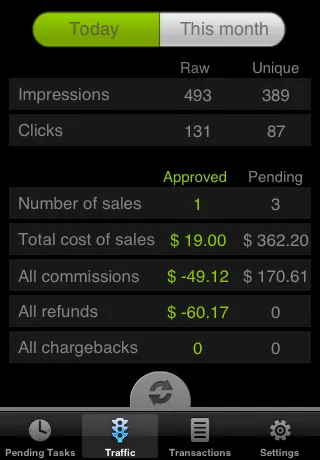 Today This month
Raw Unique
Impressions 493 389
Clicks 131 87
Approved Pending
Number of sales 1 3
Total cost of sales $ 19.00 $ 362.20
All commissions $ -49.12 $ 170.61
All refunds $ -60.17 0
All chargebacks 0 0
Pending Tasks Traffic Transactions Settings